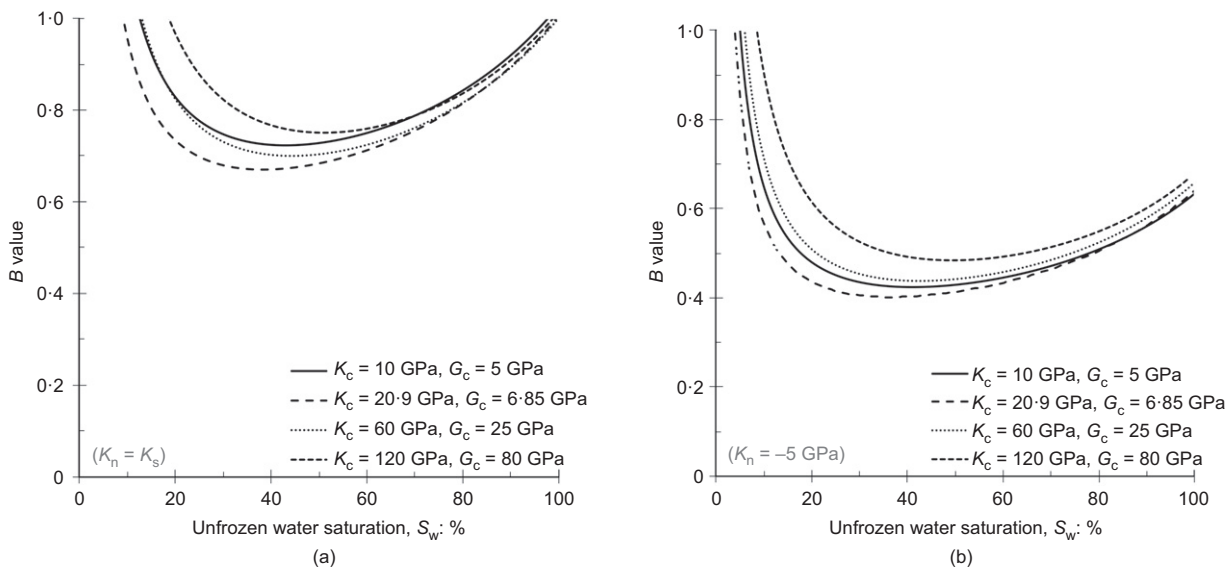 1·0
0·8
0·6
0·4
0·2
0
B value
K_c = 10 GPa, G_c = 5 GPa
K_c = 20·9 GPa, G_c = 6·85 GPa
K_c = 60 GPa, G_c = 25 GPa
K_c = 120 GPa, G_c = 80 GPa
(K_n = K_s)
0 20 40 60 80 100
Unfrozen water saturation, S_w: %
(a)
1·0
0·8
0·6
0·4
0·2
0
B value
K_c = 10 GPa, G_c = 5 GPa
K_c = 20·9 GPa, G_c = 6·85 GPa
K_c = 60 GPa, G_c = 25 GPa
K_c = 120 GPa, G_c = 80 GPa
(K_n = –5 GPa)
0 20 40 60 80 100
Unfrozen water saturation, S_w: %
(b)